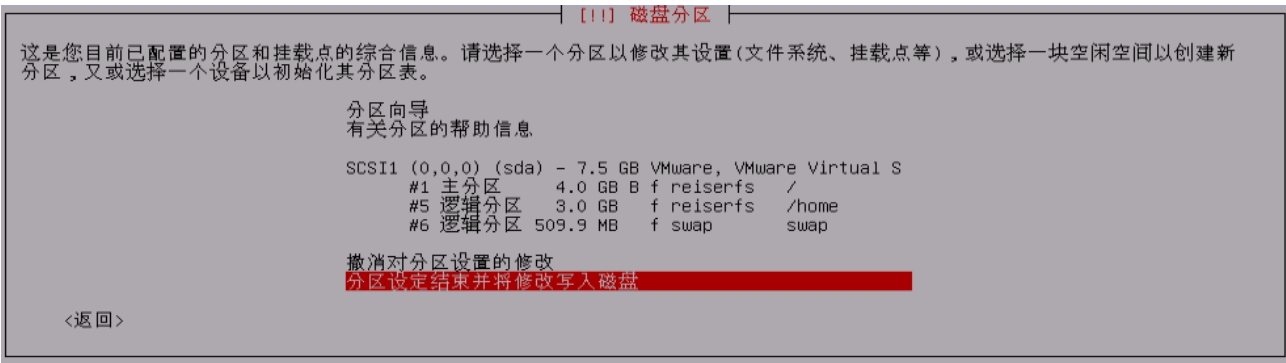 [!!] 磁盘分区
这是您目前已配置的分区和挂载点的综合信息。请选择一个分区以修改其设置(文件系统、挂载点等)，或选择一块空闲空间以创建新
分区，又或选择一个设备以初始化其分区表。
分区向导
有关分区的帮助信息
SCSI1 (0,0,0) (sda) - 7.5 GB VMware, VMware Virtual S
#1 主分区 4.0 GB B f reiserfs /
#5 逻辑分区 3.0 GB f reiserfs /home
#6 逻辑分区 509.9 MB f swap swap
撤消对分区设置的修改
分区设定结束并将修改写入磁盘
<返回>